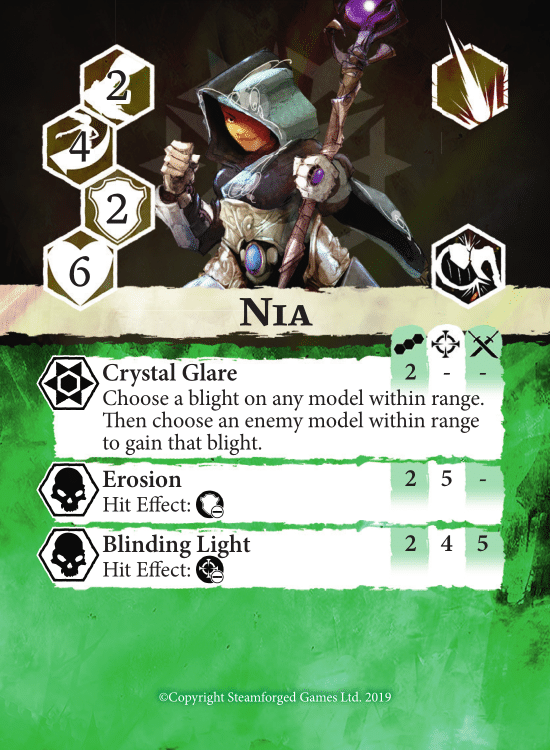 2
4
2
6
Nia
Crystal Glare 2 - -
Choose a blight on any model within range.
Then choose an enemy model within range
to gain that blight.
Erosion 2 5 -
Hit Effect:
Blinding Light 2 4 5
Hit Effect:
©Copyright Steamforged Games Ltd. 2019